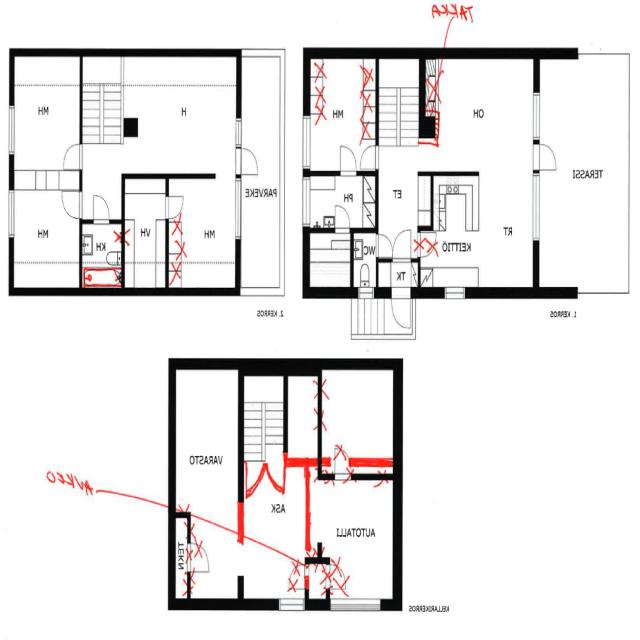 TAKKA
MH
H
MH
OH
TERASSI
PARVEKE
PH
ET
MH
KH
VH
MH
WC
KEITTIÖ
RT
TK
2. KERROS
1. KERROS
VARASTO
ASK
AUTOTALLI
TEKN
KELLARIKERROS